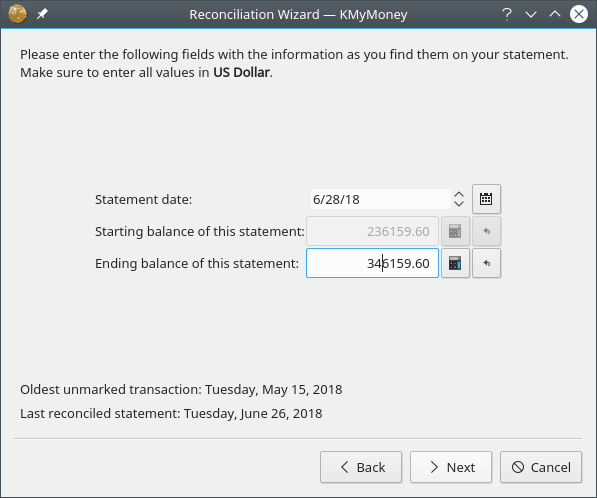 Reconciliation Wizard — KMyMoney
Please enter the following fields with the information as you find them on your statement.
Make sure to enter all values in US Dollar.
Statement date:
6/28/18
Starting balance of this statement:
236159.60
Ending balance of this statement:
346159.60
Oldest unmarked transaction: Tuesday, May 15, 2018
Last reconciled statement: Tuesday, June 26, 2018
Back
Next
Cancel